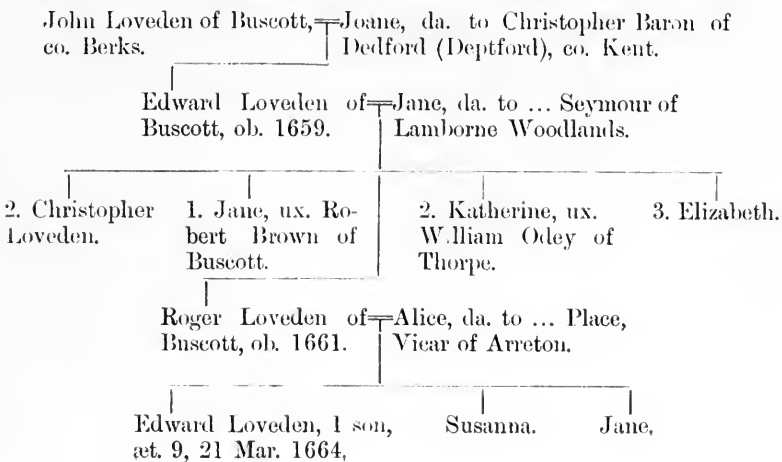 John Loveden of Buscott,
co. Berks.
Joane, da. to Christopher Baron of
Dedford (Deptford), co. Kent.
Edward Loveden of
Buscott, ob. 1659.
Jane, da. to ... Seymour of
Lamborne Woodlands.
2. Christopher
Loveden.
1. Jane, ux. Ro-
bert Brown of
Buscott.
2. Katherine, ux.
William Odey of
Thorpe.
3. Elizabeth.
Roger Loveden of
Buscott, ob. 1661.
Alice, da. to ... Place,
Vicar of Arreton.
Edward Loveden, 1 son,
æt. 9, 21 Mar. 1664,
Susanna.
Jane,